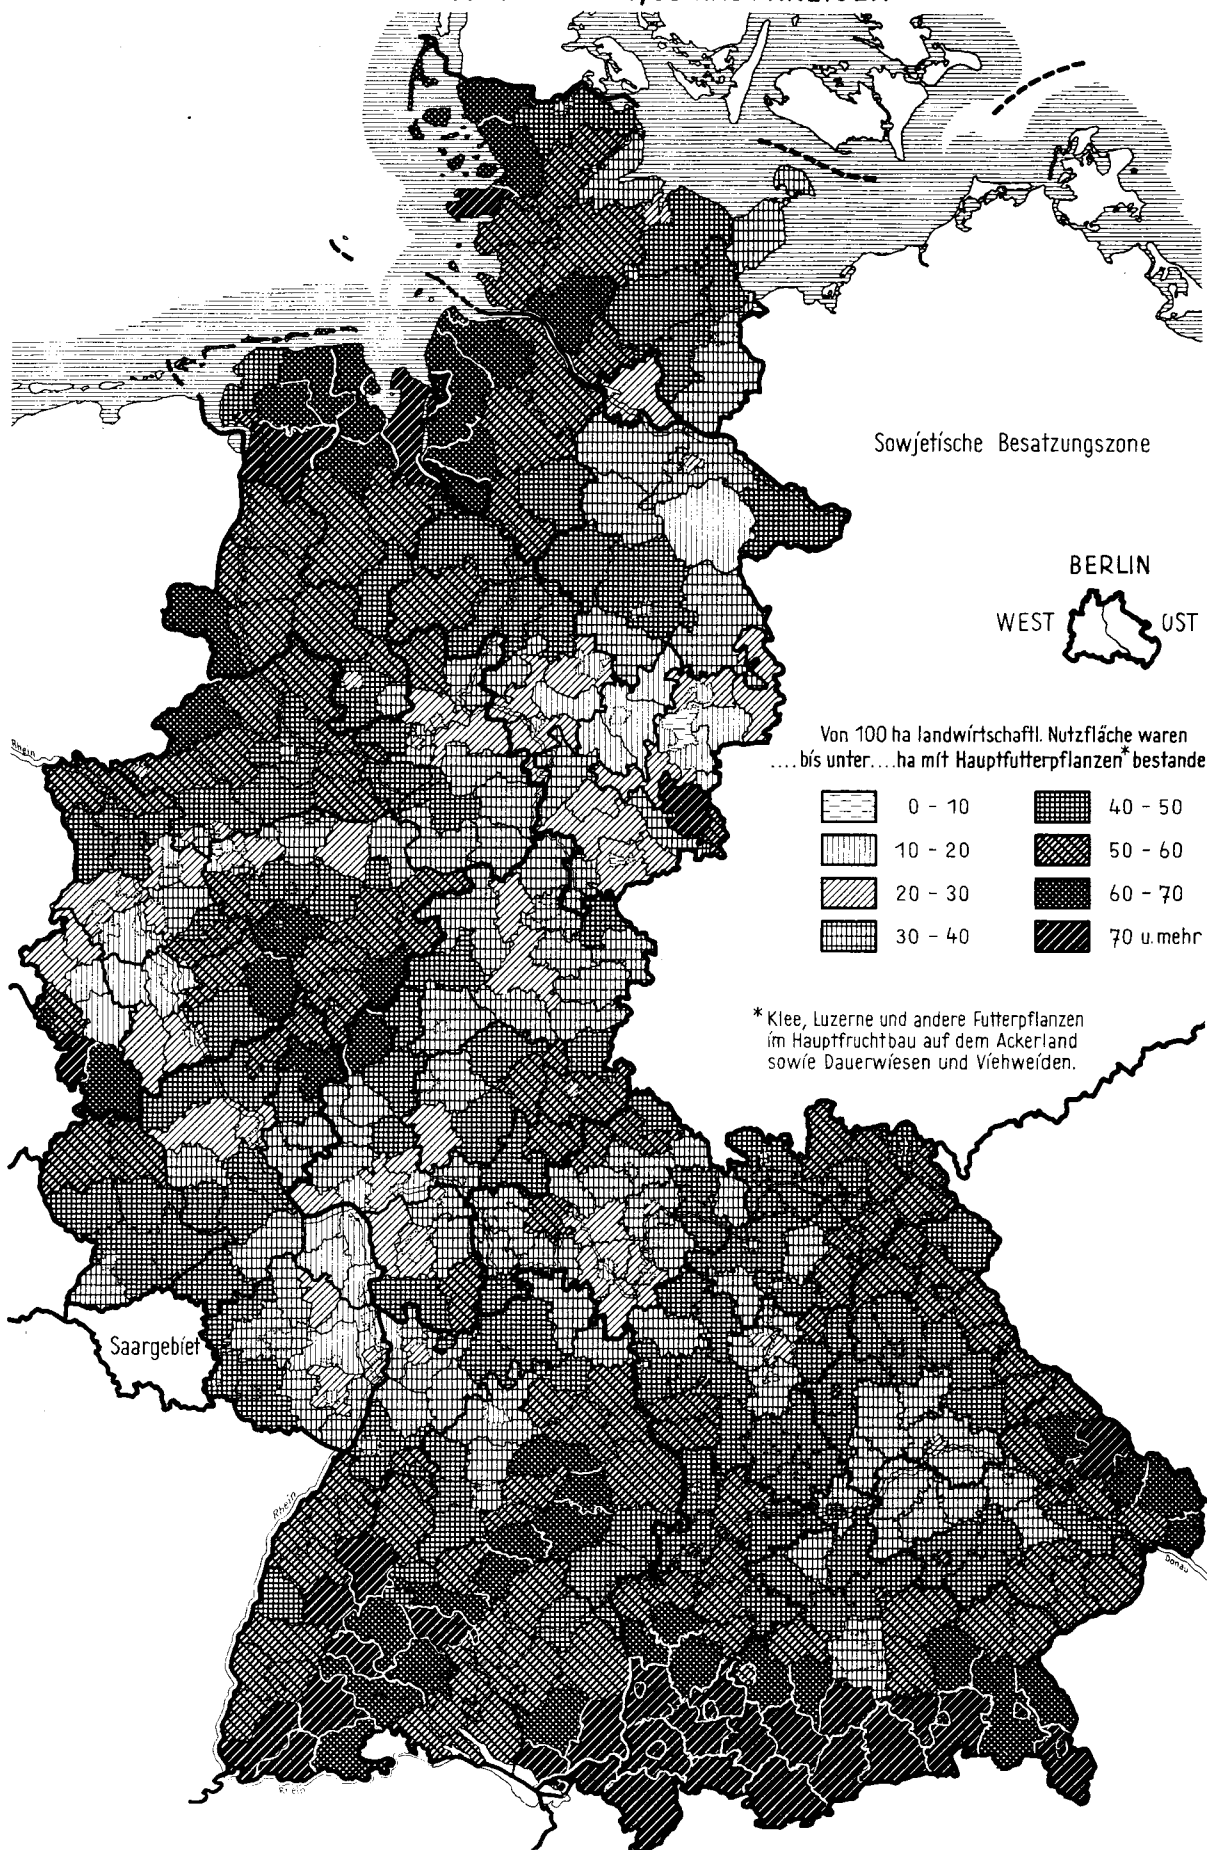 Sowjetische Besatzungszone
BERLIN
WEST
OST
Von 100 ha landwirtschaftl. Nutzfläche waren
.... bis unter.... ha mit Hauptfutterpflanzen* bestande
0 - 10
10 - 20
20 - 30
30 - 40
40 - 50
50 - 60
60 - 70
70 u. mehr
* Klee, Luzerne und andere Futterpflanzen
im Hauptfruchtbau auf dem Ackerland
sowie Dauerwiesen und Viehweiden.
Rhein
Saargebiet
Rhein
Donau
Rhein